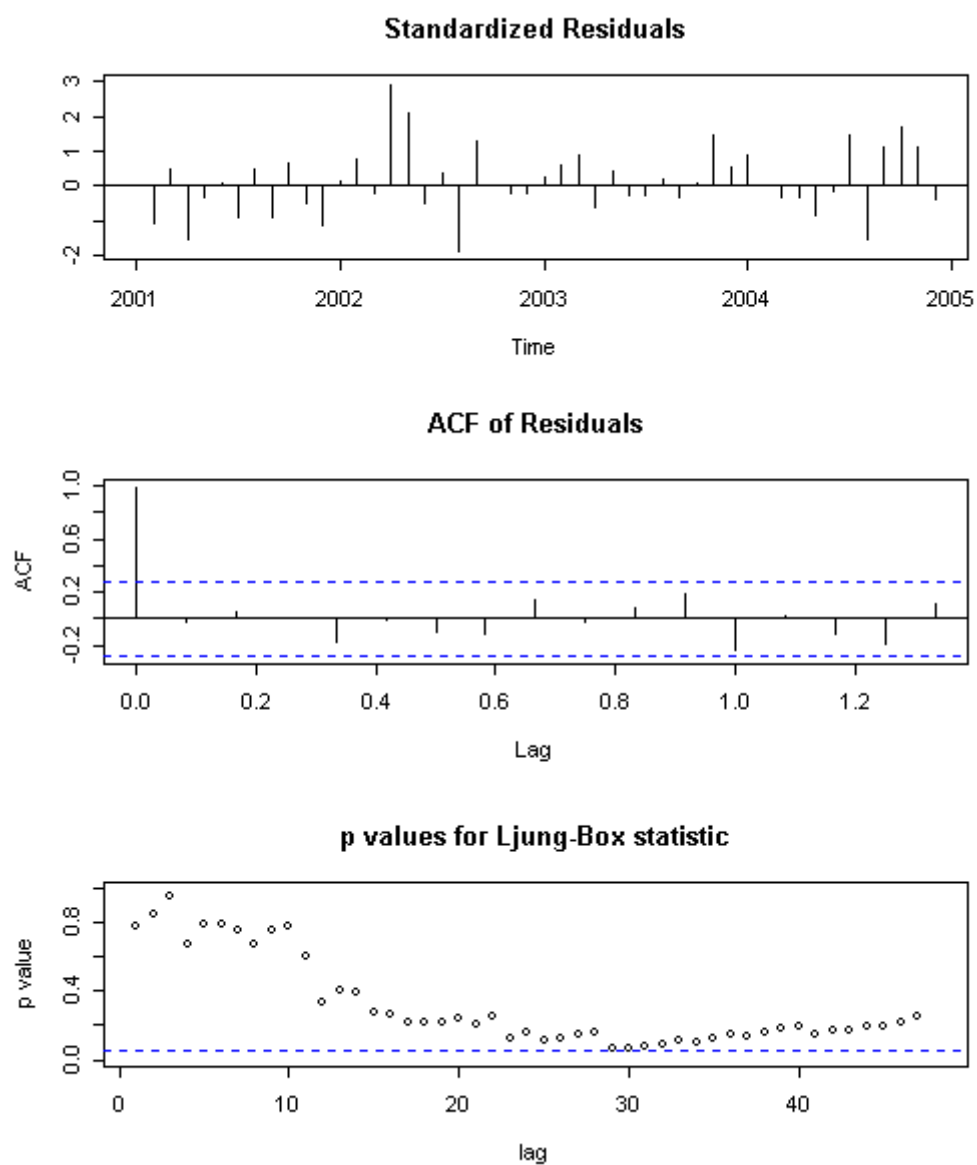 Standardized Residuals
3
2
1
0
-2
2001 2002 2003 2004 2005
Time
ACF of Residuals
ACF
1.0
0.6
0.2
-0.2
0.0 0.2 0.4 0.6 0.8 1.0 1.2
Lag
p values for Ljung-Box statistic
p value
0.8
0.4
0.0
0 10 20 30 40
lag